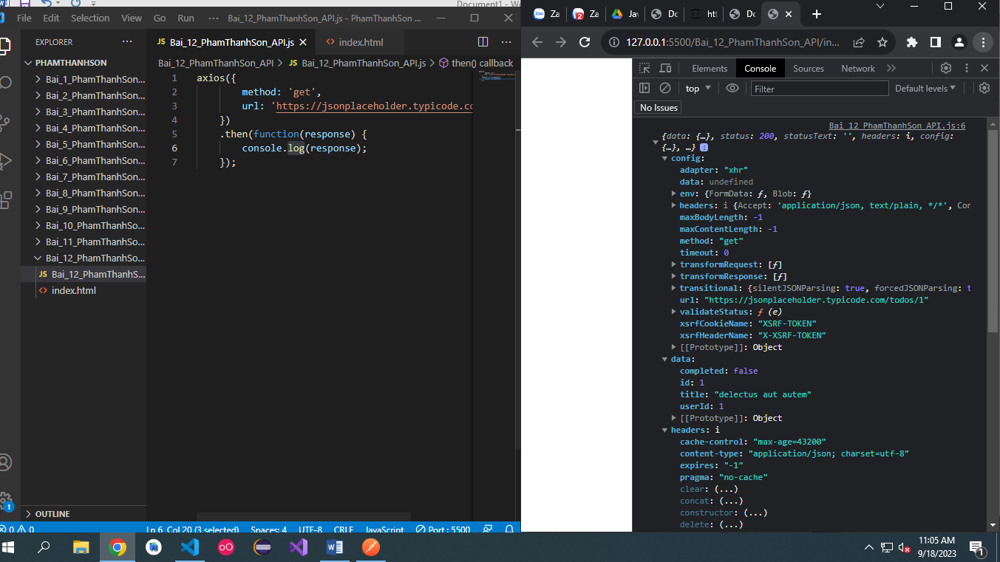 Document1 - W
File Edit Selection View Go Run ··· Bai_12_PhamThanhSon_API.js - PhamThanhSon ...
EXPLORER ···
PHAMTHANHSON
Bai_1_PhamThanhSon...
Bai_2_PhamThanhSon...
Bai_3_PhamThanhSon...
Bai_4_PhamThanhSon...
Bai_5_PhamThanhSon...
Bai_6_PhamThanhSon...
Bai_7_PhamThanhSon...
Bai_8_PhamThanhSon...
Bai_9_PhamThanhSon...
Bai_10_PhamThanhSo...
Bai_11_PhamThanhSo...
Bai_12_PhamThanhSo...
JS Bai_12_PhamThanhS...
<> index.html
OUTLINE
JS Bai_12_PhamThanhSon_API.js <> index.html ···
Bai_12_PhamThanhSon_API > JS Bai_12_PhamThanhSon_API.js > then() callback
1 axios({
2 method: 'get',
3 url: 'https://jsonplaceholder.typicode.co
4 })
5 .then(function(response) {
6 console.log(response);
7 });
1
0 0 Ln 6, Col 20 (3 selected) Spaces: 4 UTF-8 CRLF JavaScript Port : 5500
Zalo Za 2 Za Jav Do ht Do
127.0.0.1:5500/Bai_12_PhamThanhSon_API/in...
Elements Console Sources Network
top Filter Default levels
No Issues
Bai_12_PhamThanhSon_API.js:6
{data: {…}, status: 200, statusText: '', headers: i, config:
{…}, …} i
config:
adapter: "xhr"
data: undefined
env: {FormData: ƒ, Blob: ƒ}
headers: i {Accept: 'application/json, text/plain, */*', Cor
maxBodyLength: -1
maxContentLength: -1
method: "get"
timeout: 0
transformRequest: [ƒ]
transformResponse: [ƒ]
transitional: {silentJSONParsing: true, forcedJSONParsing: t
url: "https://jsonplaceholder.typicode.com/todos/1"
validateStatus: ƒ (e)
xsrfCookieName: "XSRF-TOKEN"
xsrfHeaderName: "X-XSRF-TOKEN"
[[Prototype]]: Object
data:
completed: false
id: 1
title: "delectus aut autem"
userId: 1
[[Prototype]]: Object
headers: i
cache-control: "max-age=43200"
content-type: "application/json; charset=utf-8"
expires: "-1"
pragma: "no-cache"
clear: (...)
concat: (...)
constructor: (...)
delete: (...)
11:05 AM
9/18/2023
1